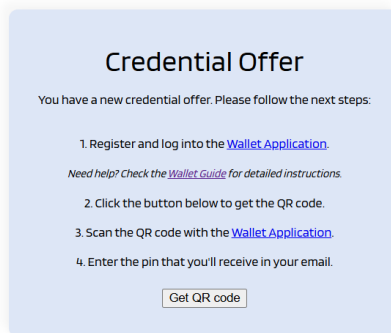 Credential Offer
You have a new credential offer. Please follow the next steps:
1. Register and log into the Wallet Application.
Need help? Check the Wallet Guide for detailed instructions.
2. Click the button below to get the QR code.
3. Scan the QR code with the Wallet Application.
4. Enter the pin that you'll receive in your email.
Get QR code